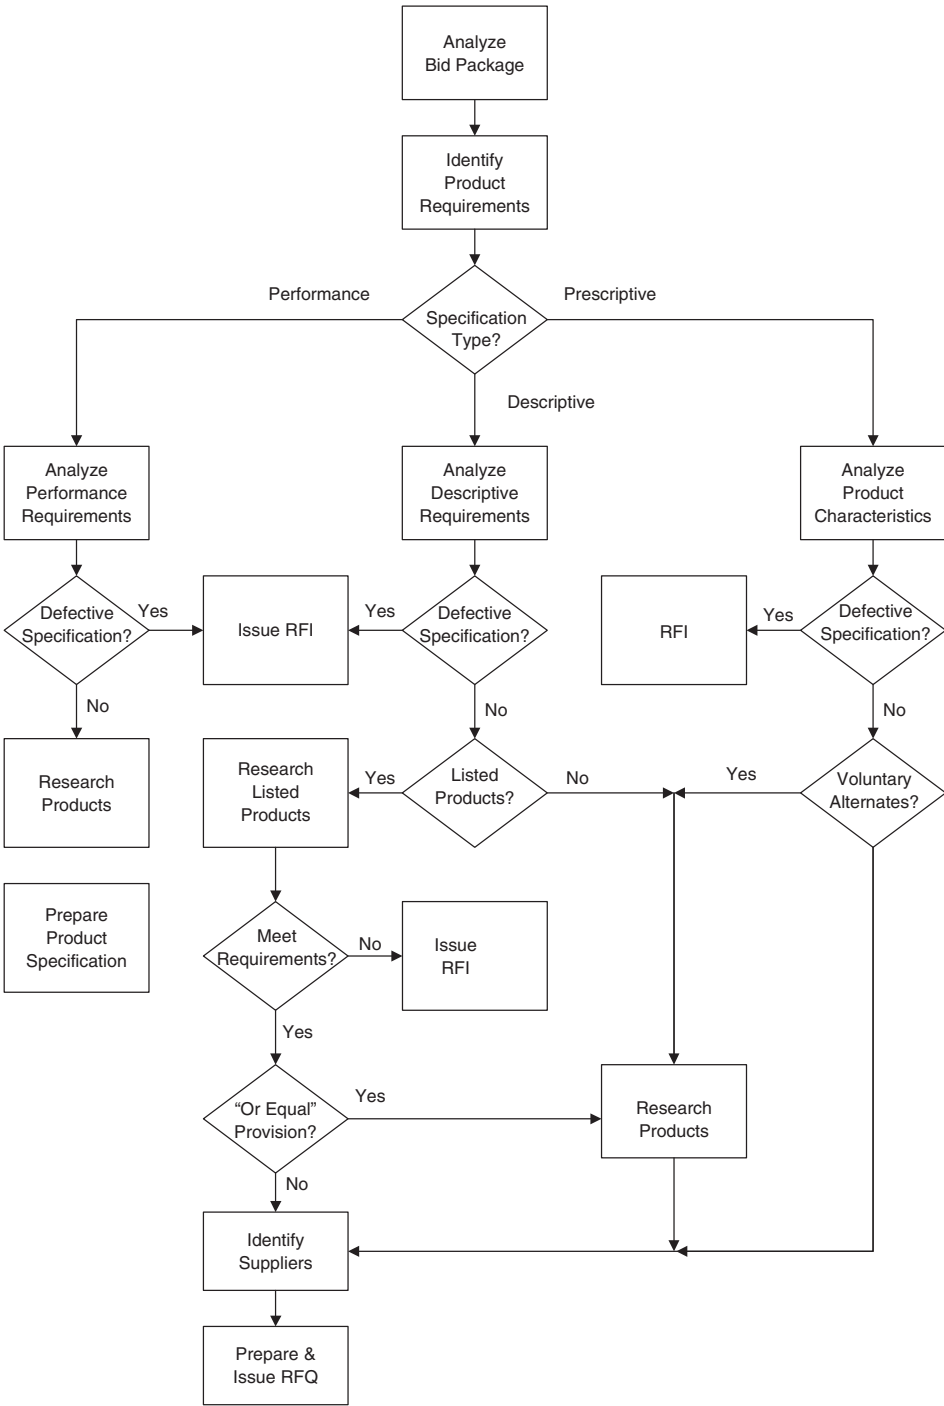 Analyze
Bid Package
Identify
Product
Requirements
Performance
Prescriptive
Specification
Type?
Descriptive
Analyze
Performance
Requirements
Analyze
Descriptive
Requirements
Analyze
Product
Characteristics
Defective
Specification?
Yes
Issue RFI
Yes
Defective
Specification?
RFI
Yes
Defective
Specification?
No
No
No
Research
Products
Research
Listed
Products
Yes
Listed
Products?
No
Yes
Voluntary
Alternates?
Prepare
Product
Specification
Meet
Requirements?
No
Issue
RFI
Yes
"Or Equal"
Provision?
Yes
Research
Products
No
Identify
Suppliers
Prepare &
Issue RFQ